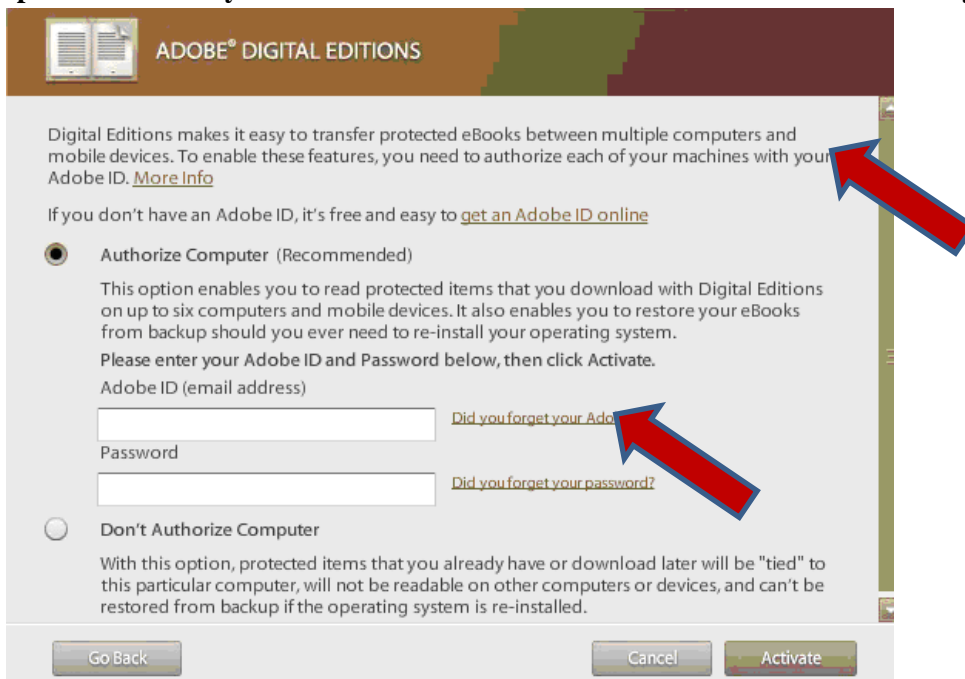 ADOBE® DIGITAL EDITIONS
Digital Editions makes it easy to transfer protected eBooks between multiple computers and
mobile devices. To enable these features, you need to authorize each of your machines with your
Adobe ID. More Info
If you don't have an Adobe ID, it's free and easy to get an Adobe ID online
Authorize Computer (Recommended)
This option enables you to read protected items that you download with Digital Editions
on up to six computers and mobile devices. It also enables you to restore your eBooks
from backup should you ever need to re-install your operating system.
Please enter your Adobe ID and Password below, then click Activate.
Adobe ID (email address)
Did you forget your
Password
Did you forget your password?
Don't Authorize Computer
With this option, protected items that you already have or download later will be "tied" to
this particular computer, will not be readable on other computers or devices, and can't be
restored from backup if the operating system is re-installed.
Go Back
Cancel
Activate